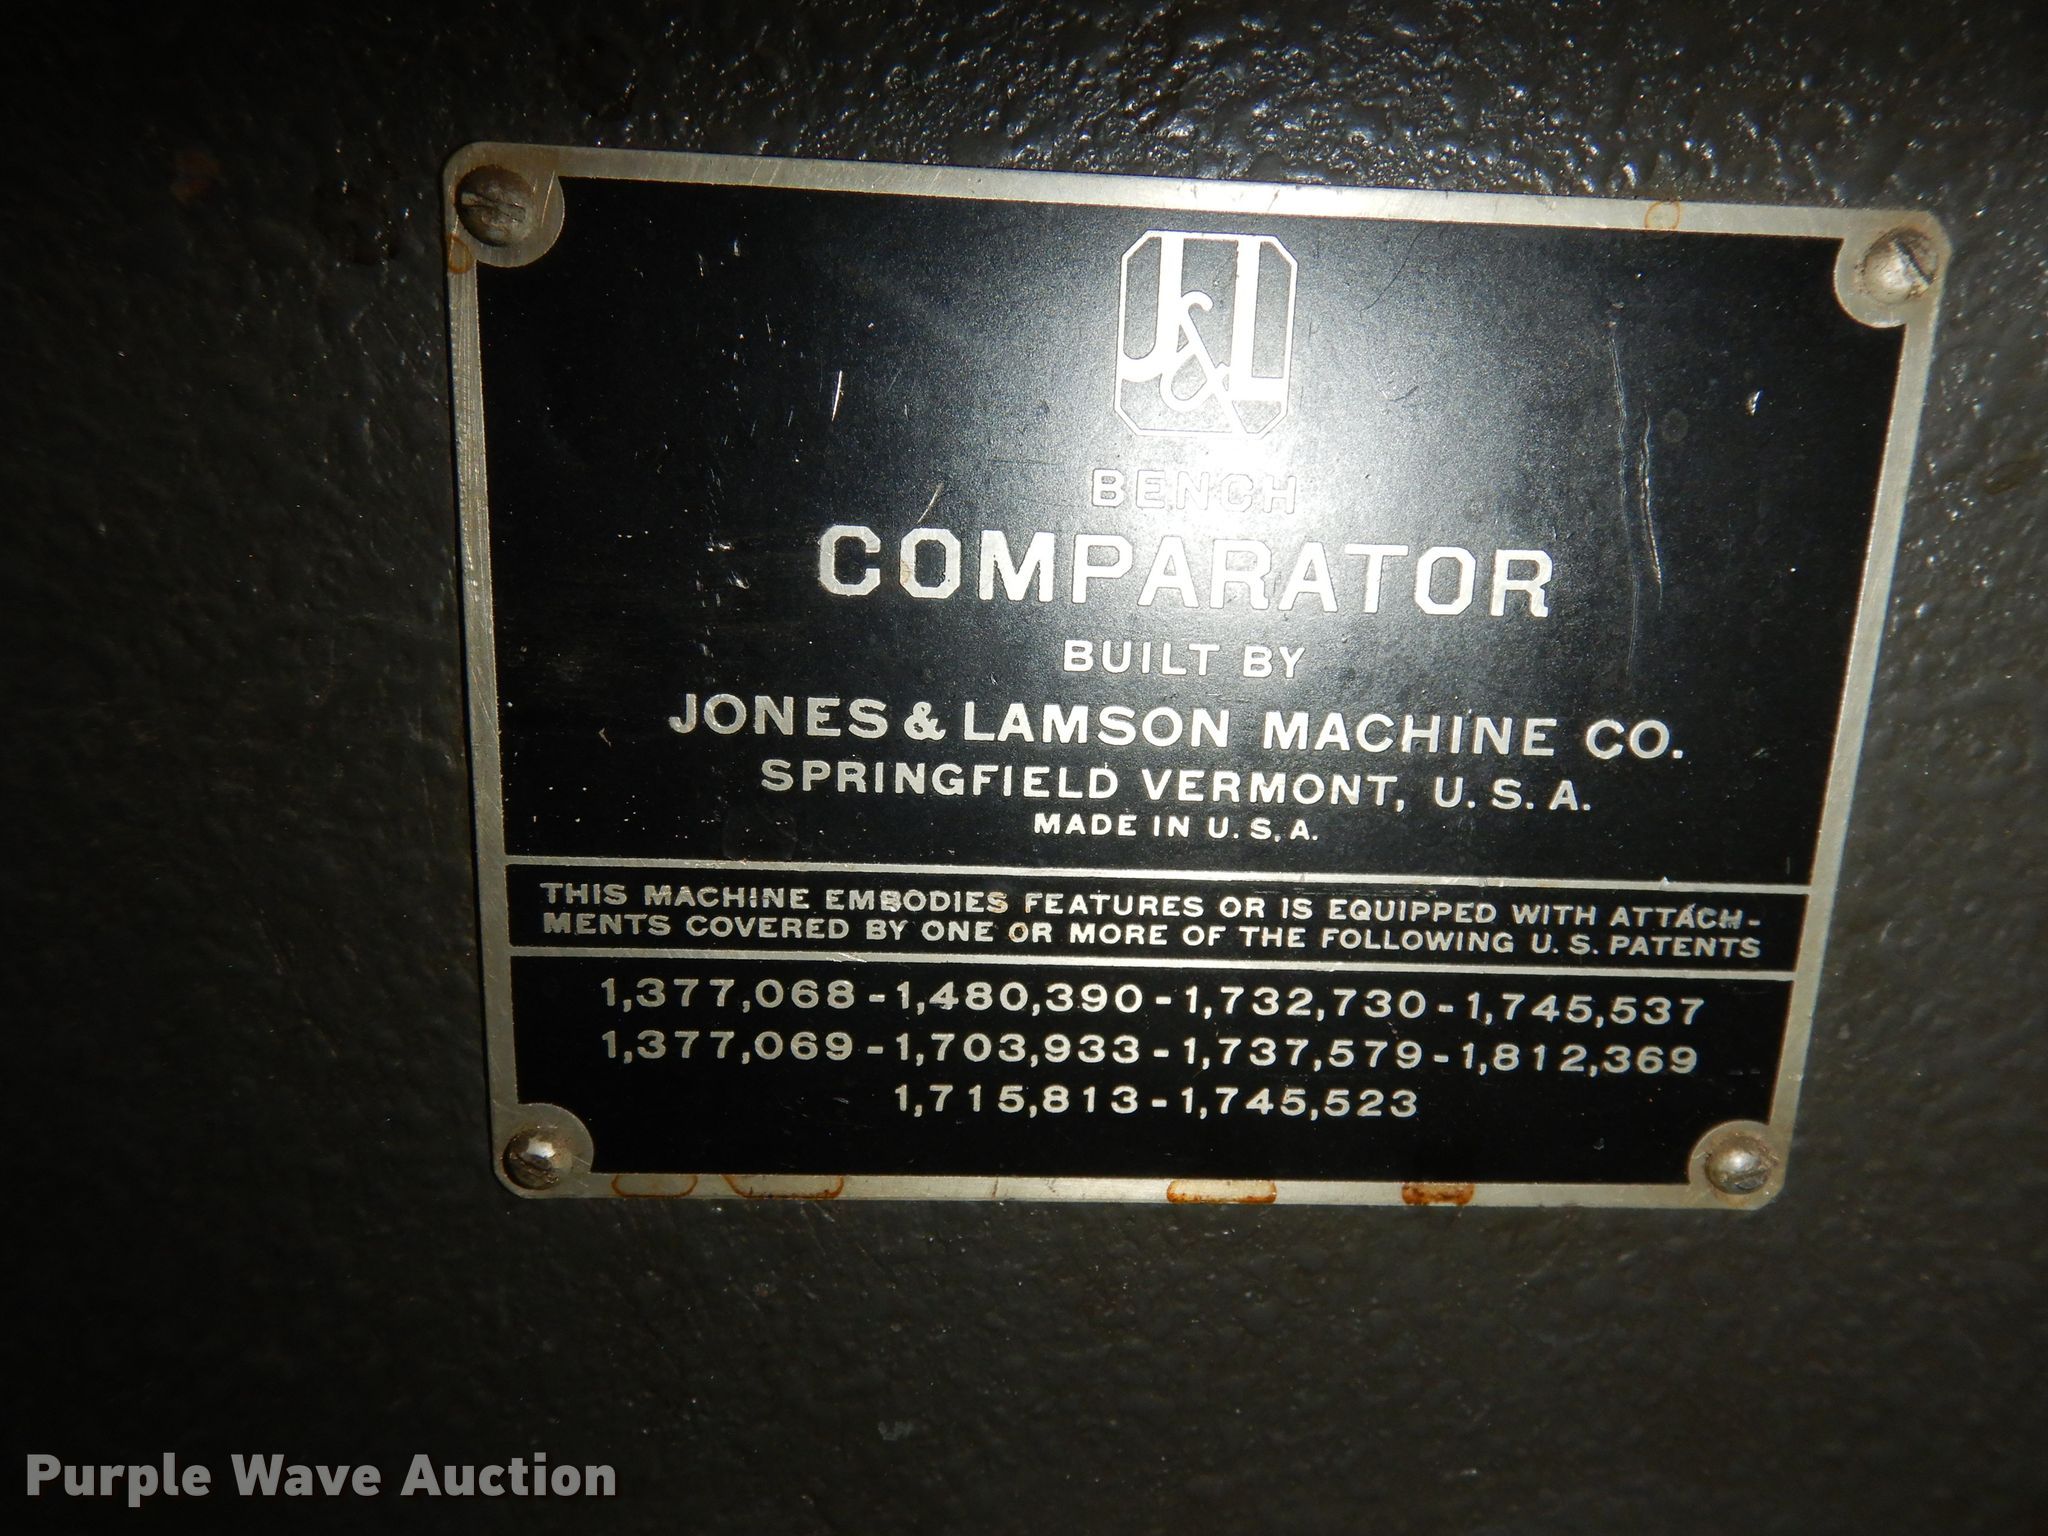 J&L
BENCH
COMPARATOR
BUILT BY
JONES & LAMSON MACHINE CO.
SPRINGFIELD VERMONT, U. S. A.
MADE IN U. S. A.
THIS MACHINE EMBODIES FEATURES OR IS EQUIPPED WITH ATTACH-
MENTS COVERED BY ONE OR MORE OF THE FOLLOWING U. S. PATENTS
1,377,068 - 1,480,390 - 1,732,730 - 1,745,537
1,377,069 - 1,703,933 - 1,737,579 - 1,812,369
1,715,813 - 1,745,523
Purple Wave Auction